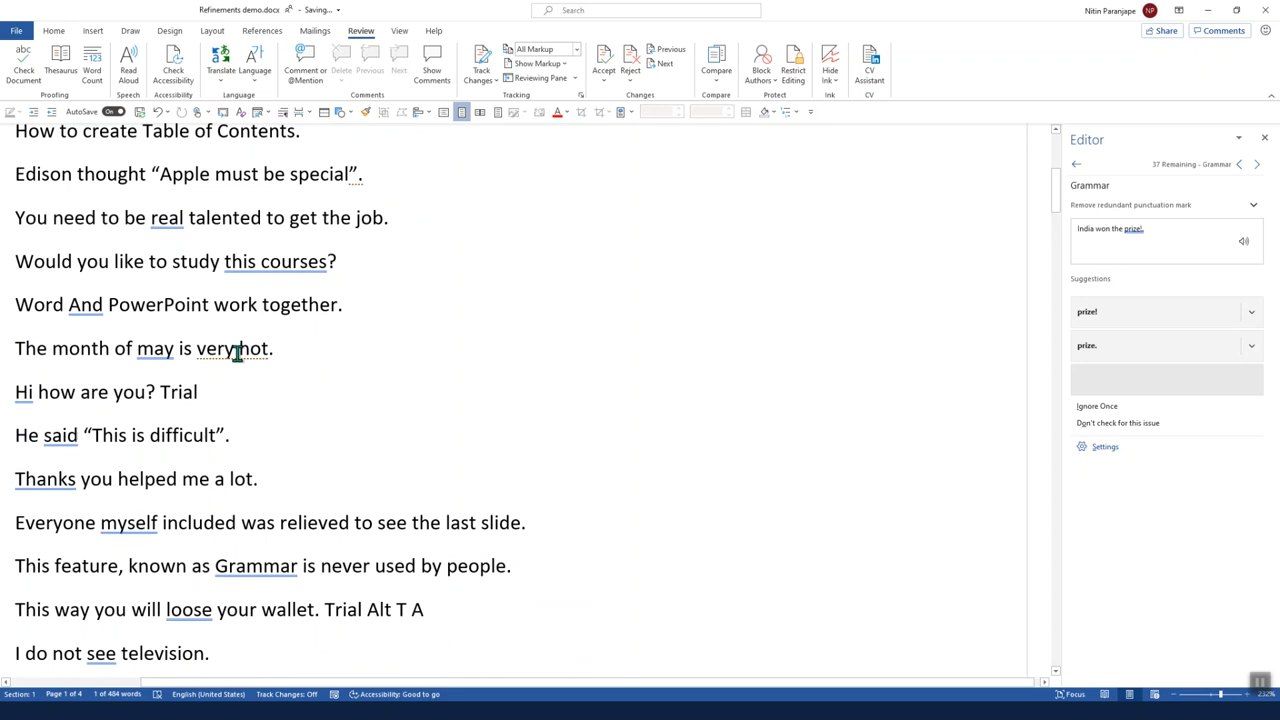 Refinements demo.docx
• Saving...
Search
Nitin Paranjape
NP
File
Home
Insert
Draw
Design
Layout
References
Mailings
Review
View
Help
Share
Comments
Check Document
Thesaurus
Word Count
Read Aloud
Check Accessibility
Translate
Language
Comment or @Mention
Delete
Previous
Next
Show Comments
Track Changes
All Markup
Show Markup
Reviewing Pane
Accept
Reject
Previous
Next
Compare
Block Authors
Restrict Editing
Hide Ink
CV Assistant
Proofing
Speech
Accessibility
Language
Comments
Tracking
Changes
Compare
Protect
Ink
CV
AutoSave
On
How to create Table of Contents.
Edison thought “Apple must be special”.
You need to be real talented to get the job.
Would you like to study this courses?
Word And PowerPoint work together.
The month of may is very hot.
Hi how are you? Trial
He said “This is difficult”.
Thanks you helped me a lot.
Everyone myself included was relieved to see the last slide.
This feature, known as Grammar is never used by people.
This way you will loose your wallet. Trial Alt T A
I do not see television.
Editor
37 Remaining - Grammar
Grammar
Remove redundant punctuation mark
India won the prize!.
Suggestions
prize!
prize.
Ignore Once
Don't check for this issue
Settings
Section: 1
Page 1 of 4
1 of 484 words
English (United States)
Track Changes: Off
Accessibility: Good to go
Focus
232%